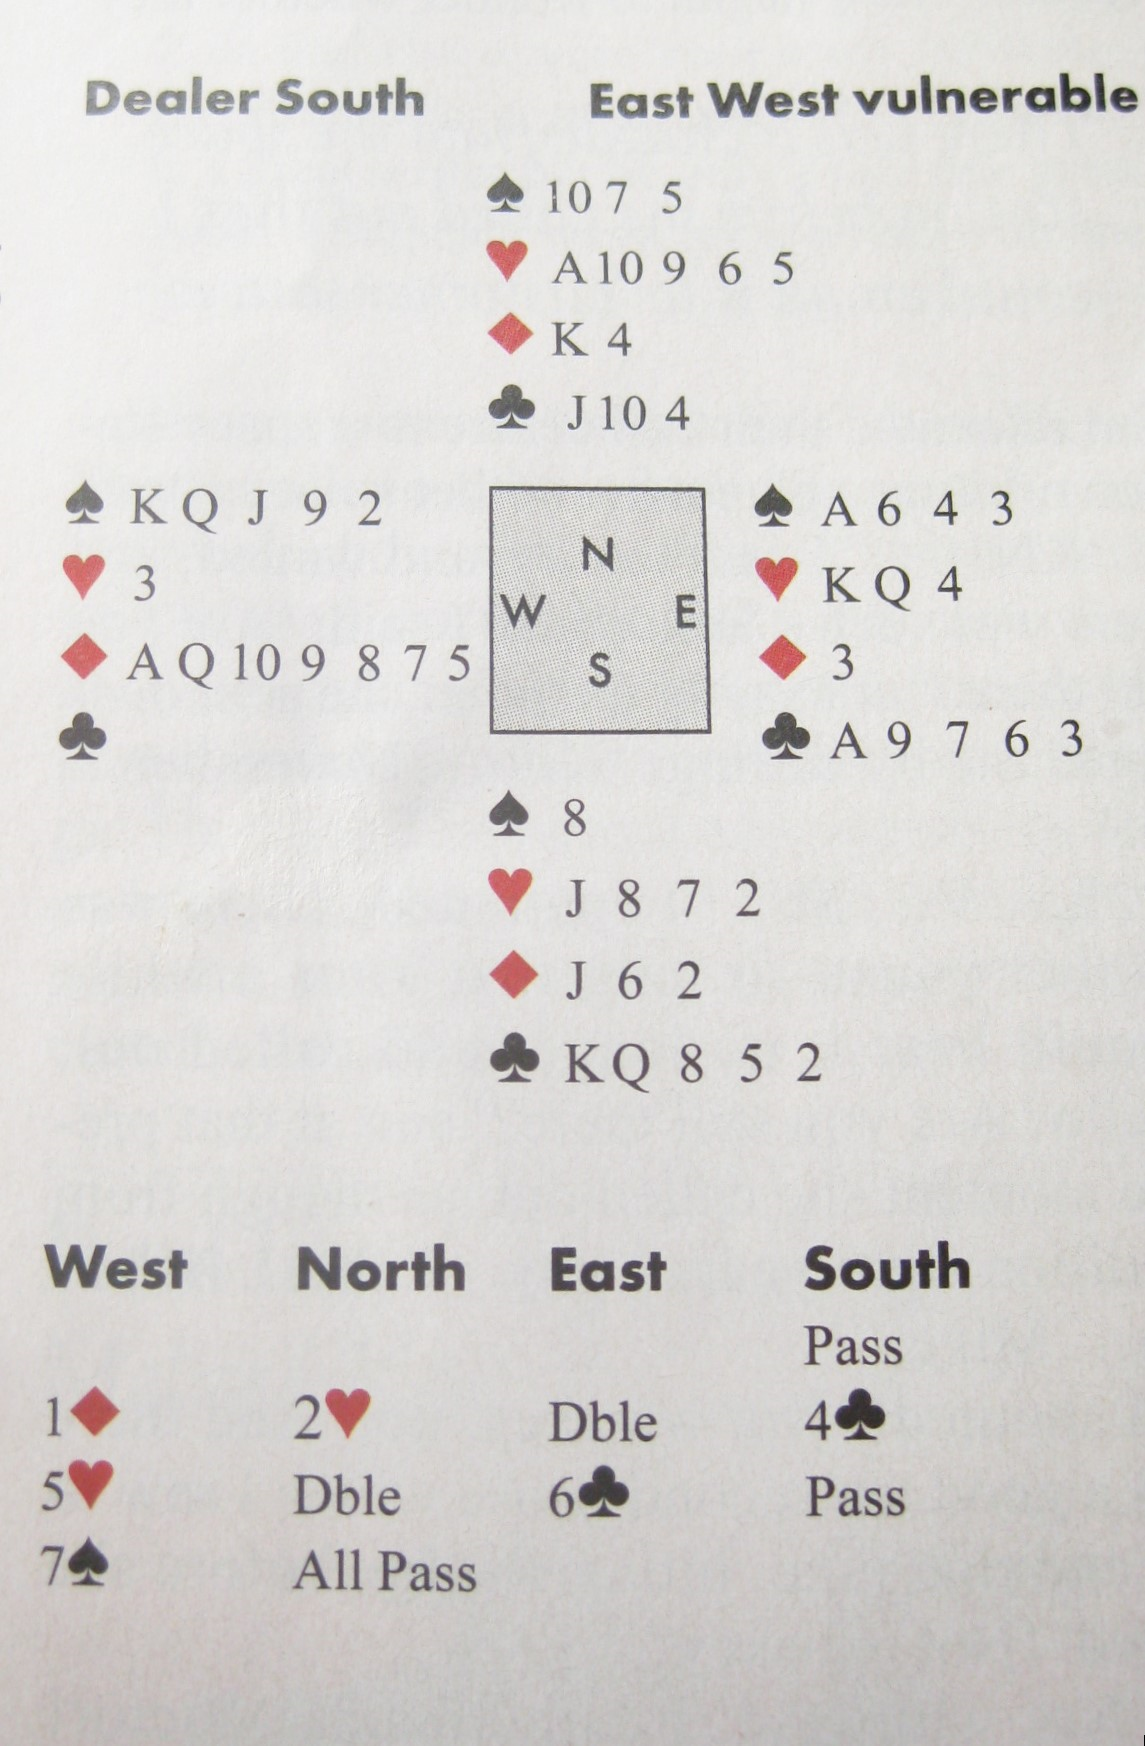 Dealer South East West vulnerable
♠ 10 7 5
♥ A 10 9 6 5
♦ K 4
♣ J 10 4
♠ K Q J 9 2
♥ 3
♦ A Q 10 9 8 7 5
♣
N
W E
S
♠ A 6 4 3
♥ K Q 4
♦ 3
♣ A 9 7 6 3
♠ 8
♥ J 8 7 2
♦ J 6 2
♣ K Q 8 5 2
West North East South
Pass
1♦ 2♥ Dble 4♣
5♥ Dble 6♣ Pass
7♠ All Pass